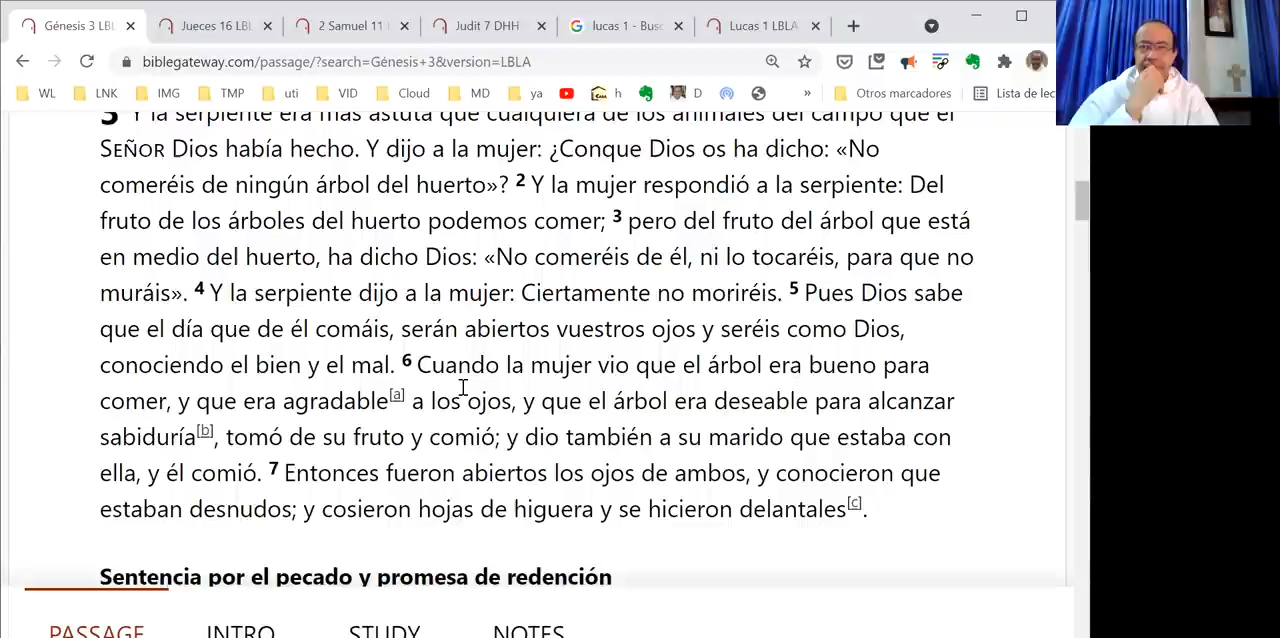 Génesis 3 LBL
Jueces 16 LBL
2 Samuel 11
Judit 7 DHH
lucas 1 - Busc
Lucas 1 LBLA
biblegateway.com/passage/?search=Génesis+3&version=LBLA
WL LNK IMG TMP uti VID Cloud MD ya h D » Otros marcadores Lista de lec
3 Y la serpiente era más astuta que cualquiera de los animales del campo que el
SEÑOR Dios había hecho. Y dijo a la mujer: ¿Conque Dios os ha dicho: «No
comeréis de ningún árbol del huerto»? 2 Y la mujer respondió a la serpiente: Del
fruto de los árboles del huerto podemos comer; 3 pero del fruto del árbol que está
en medio del huerto, ha dicho Dios: «No comeréis de él, ni lo tocaréis, para que no
muráis». 4 Y la serpiente dijo a la mujer: Ciertamente no moriréis. 5 Pues Dios sabe
que el día que de él comáis, serán abiertos vuestros ojos y seréis como Dios,
conociendo el bien y el mal. 6 Cuando la mujer vio que el árbol era bueno para
comer, y que era agradable[a] a los ojos, y que el árbol era deseable para alcanzar
sabiduría[b], tomó de su fruto y comió; y dio también a su marido que estaba con
ella, y él comió. 7 Entonces fueron abiertos los ojos de ambos, y conocieron que
estaban desnudos; y cosieron hojas de higuera y se hicieron delantales[c].
Sentencia por el pecado y promesa de redención
PASSAGE INTRO STUDY NOTES